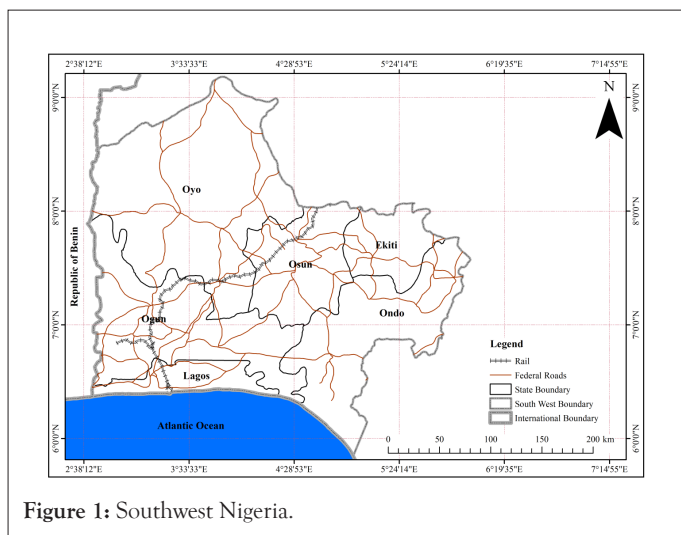 2°38'12"E 3°33'33"E 4°28'53"E 5°24'14"E 6°19'35"E 7°14'55"E
9°0'0"N
9°0'0"N
N
Oyo
8°0'0"N
8°0'0"N
Republic of Benin
Ekiti
Osun
Ogun
Ondo
7°0'0"N
7°0'0"N
Legend
Rail
Federal Roads
State Boundary
South West Boundary
International Boundary
Lagos
Atlantic Ocean
0 50 100 150 200 km
6°0'0"N
6°0'0"N
2°38'12"E 3°33'33"E 4°28'53"E 5°24'14"E 6°19'35"E 7°14'55"E
Figure 1: Southwest Nigeria.